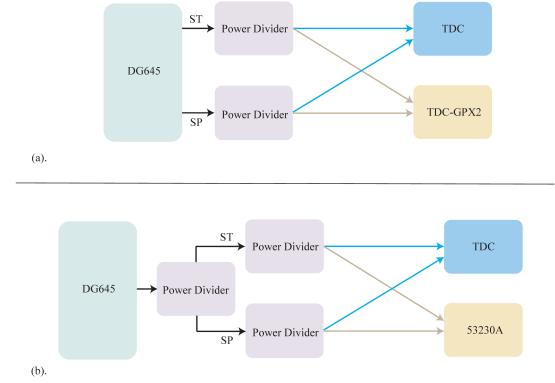 ST
Power Divider
TDC
DG645
SP
Power Divider
TDC-GPX2
(a).
ST
Power Divider
TDC
DG645
Power Divider
SP
Power Divider
53230A
(b).